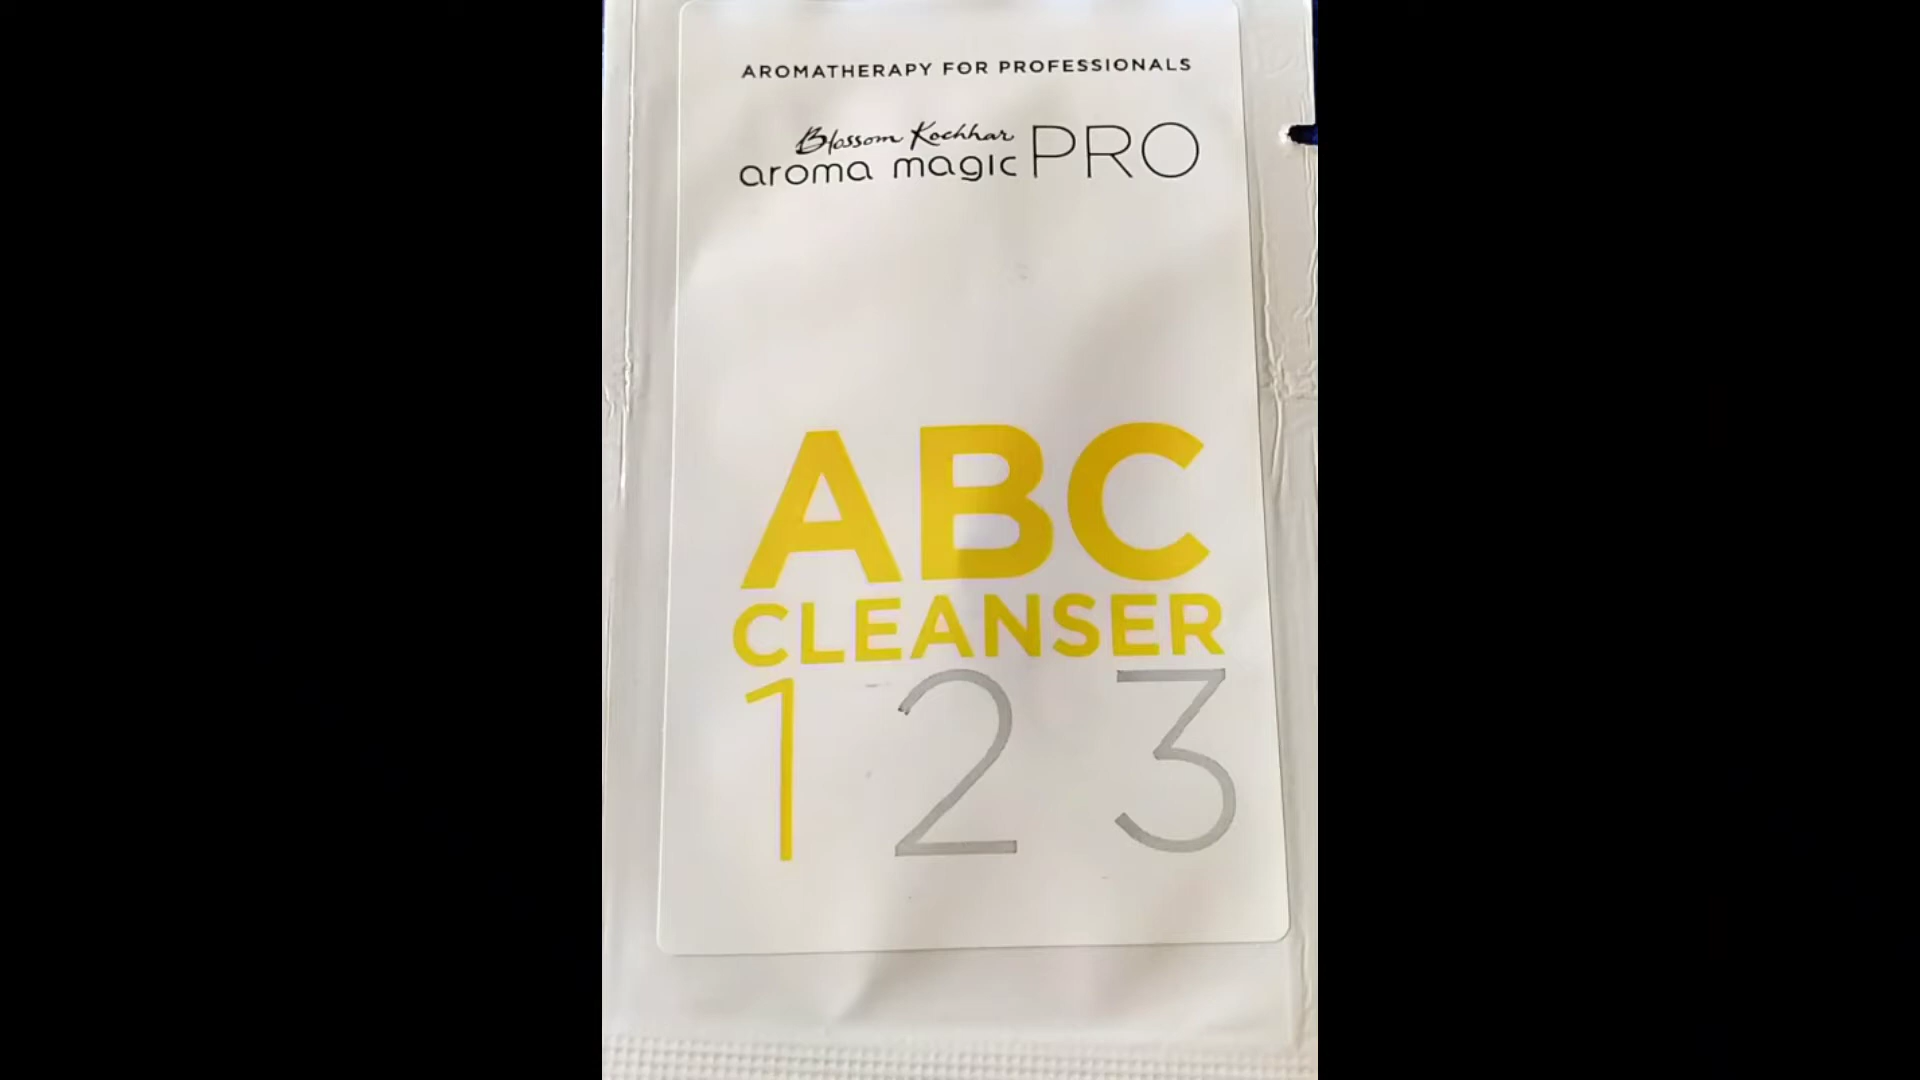 AROMATHERAPY FOR PROFESSIONALS
Blossom Kochhar
aroma magic PRO
ABC
CLEANSER
1 2 3